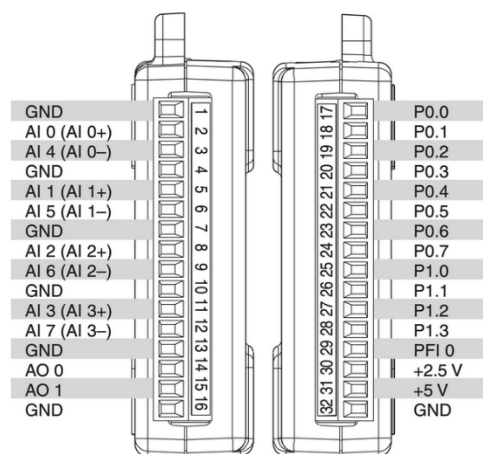 GND 1 17 P0.0
AI 0 (AI 0+) 2 18 P0.1
AI 4 (AI 0–) 3 19 P0.2
GND 4 20 P0.3
AI 1 (AI 1+) 5 21 P0.4
AI 5 (AI 1–) 6 22 P0.5
GND 7 23 P0.6
AI 2 (AI 2+) 8 24 P0.7
AI 6 (AI 2–) 9 25 P1.0
GND 10 26 P1.1
AI 3 (AI 3+) 11 27 P1.2
AI 7 (AI 3–) 12 28 P1.3
GND 13 29 PFI 0
AO 0 14 30 +2.5 V
AO 1 15 31 +5 V
GND 16 32 GND